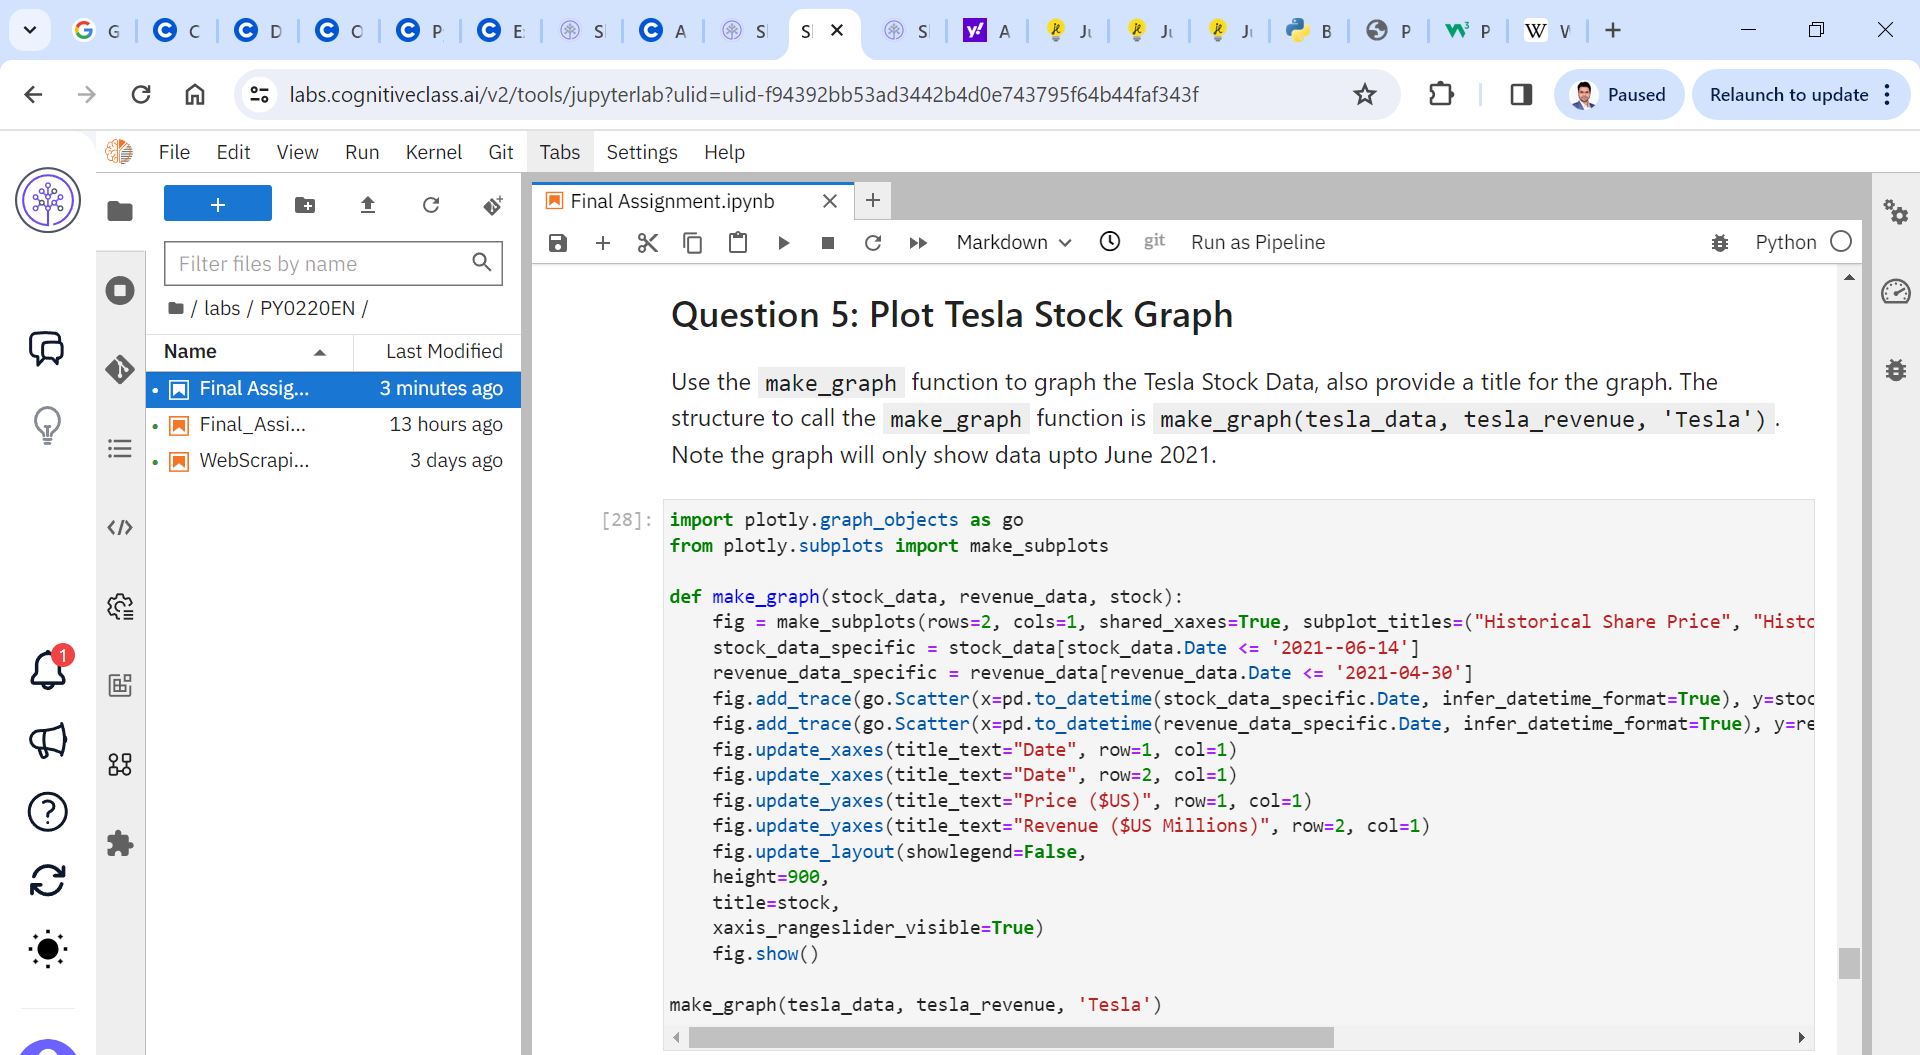 G
C
D
O
P
E
S
A
S
S
S
A
Ju
Ju
Ju
B
P
P
W
labs.cognitiveclass.ai/v2/tools/jupyterlab?ulid=ulid-f94392bb53ad3442b4d0e743795f64b44faf343f
Paused
Relaunch to update
File Edit View Run Kernel Git Tabs Settings Help
+
Filter files by name
/ labs / PY0220EN /
Name Last Modified
Final Assig... 3 minutes ago
Final_Assi... 13 hours ago
WebScrapi... 3 days ago
1
Final Assignment.ipynb
Markdown git Run as Pipeline Python
Question 5: Plot Tesla Stock Graph
Use the make_graph function to graph the Tesla Stock Data, also provide a title for the graph. The
structure to call the make_graph function is make_graph(tesla_data, tesla_revenue, 'Tesla') .
Note the graph will only show data upto June 2021.
[28]:
import plotly.graph_objects as go
from plotly.subplots import make_subplots
def make_graph(stock_data, revenue_data, stock):
fig = make_subplots(rows=2, cols=1, shared_xaxes=True, subplot_titles=("Historical Share Price", "Histo
stock_data_specific = stock_data[stock_data.Date <= '2021--06-14']
revenue_data_specific = revenue_data[revenue_data.Date <= '2021-04-30']
fig.add_trace(go.Scatter(x=pd.to_datetime(stock_data_specific.Date, infer_datetime_format=True), y=stoc
fig.add_trace(go.Scatter(x=pd.to_datetime(revenue_data_specific.Date, infer_datetime_format=True), y=re
fig.update_xaxes(title_text="Date", row=1, col=1)
fig.update_xaxes(title_text="Date", row=2, col=1)
fig.update_yaxes(title_text="Price ($US)", row=1, col=1)
fig.update_yaxes(title_text="Revenue ($US Millions)", row=2, col=1)
fig.update_layout(showlegend=False,
height=900,
title=stock,
xaxis_rangeslider_visible=True)
fig.show()
make_graph(tesla_data, tesla_revenue, 'Tesla')